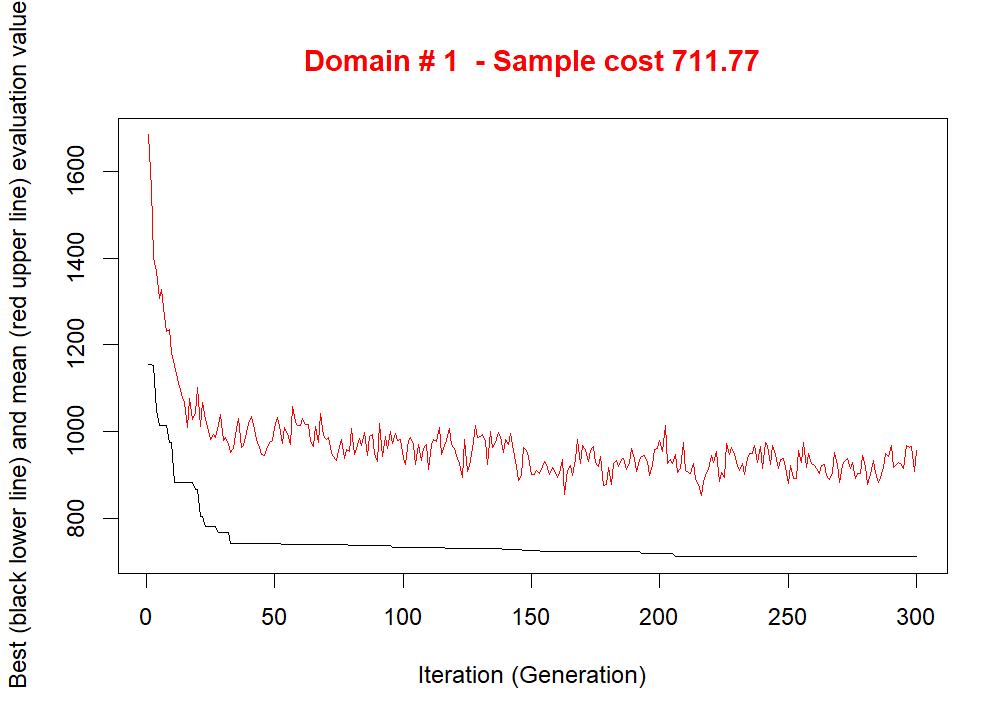 Domain # 1 - Sample cost 711.77
Best (black lower line) and mean (red upper line) evaluation value
1600
1400
1200
1000
800
0 50 100 150 200 250 300
Iteration (Generation)